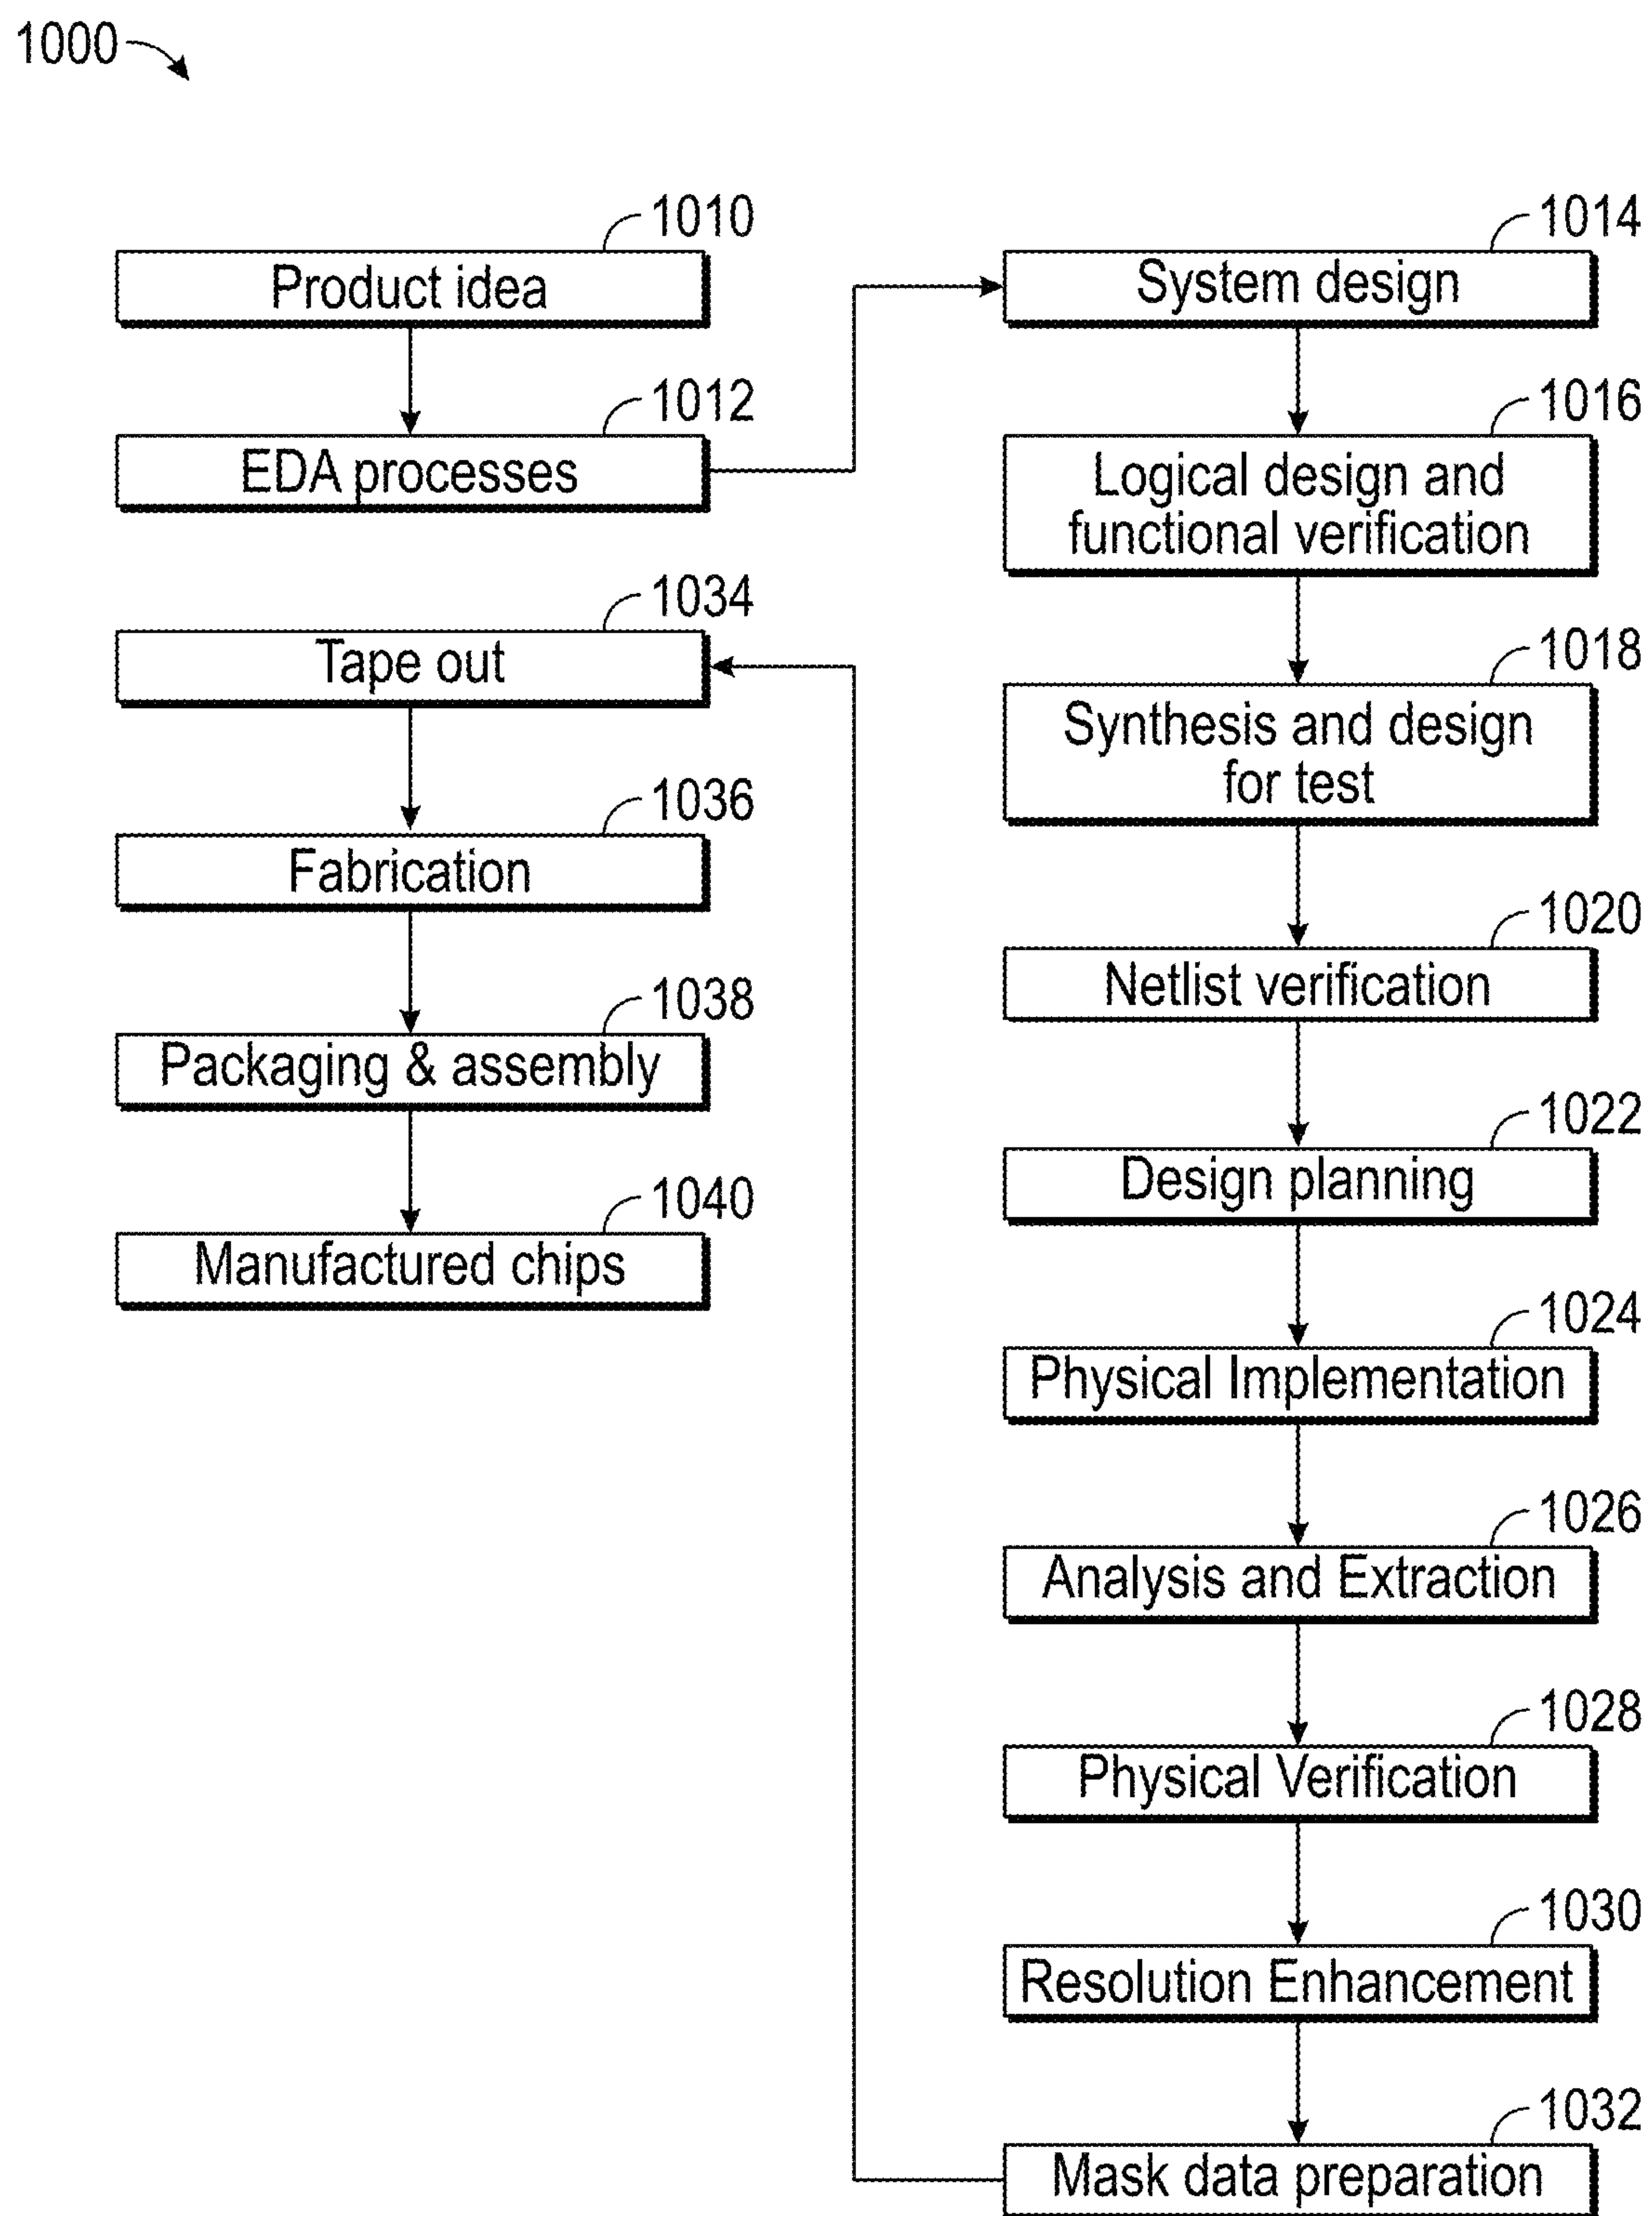 1000
1010
Product idea
1012
EDA processes
1014
System design
1016
Logical design and
functional verification
1018
Synthesis and design
for test
1020
Netlist verification
1022
Design planning
1024
Physical Implementation
1026
Analysis and Extraction
1028
Physical Verification
1030
Resolution Enhancement
1032
Mask data preparation
1034
Tape out
1036
Fabrication
1038
Packaging & assembly
1040
Manufactured chips